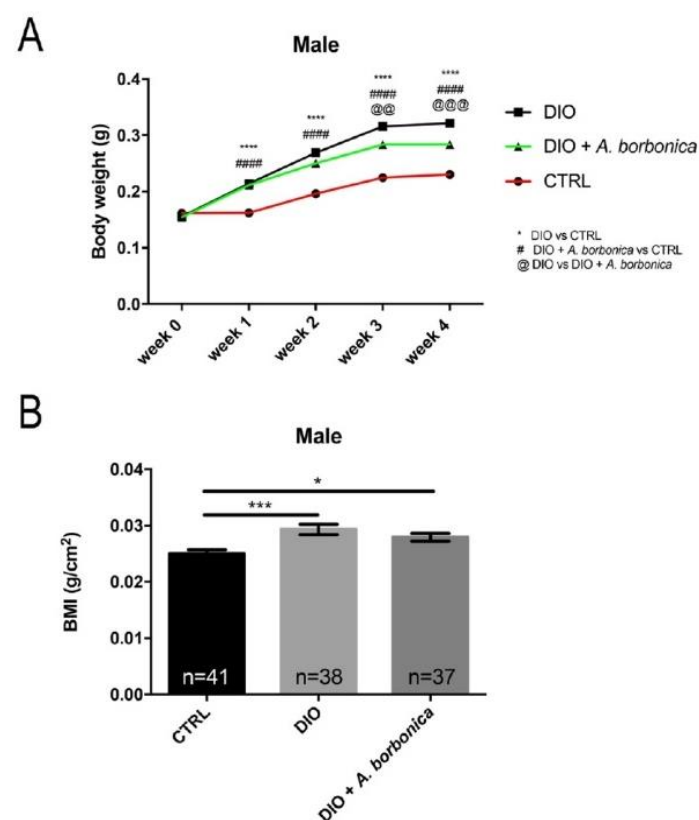 A
Male
Body weight (g)
0.4
0.3
0.2
0.1
0.0
****
####
****
####
****
####
@@
****
####
@@@
week 0
week 1
week 2
week 3
week 4
DIO
DIO + A. borbonica
CTRL
* DIO vs CTRL
# DIO + A. borbonica vs CTRL
@ DIO vs DIO + A. borbonica
B
Male
BMI (g/cm²)
0.04
0.03
0.02
0.01
0.00
*
***
n=41
n=38
n=37
CTRL
DIO
DIO + A. borbonica